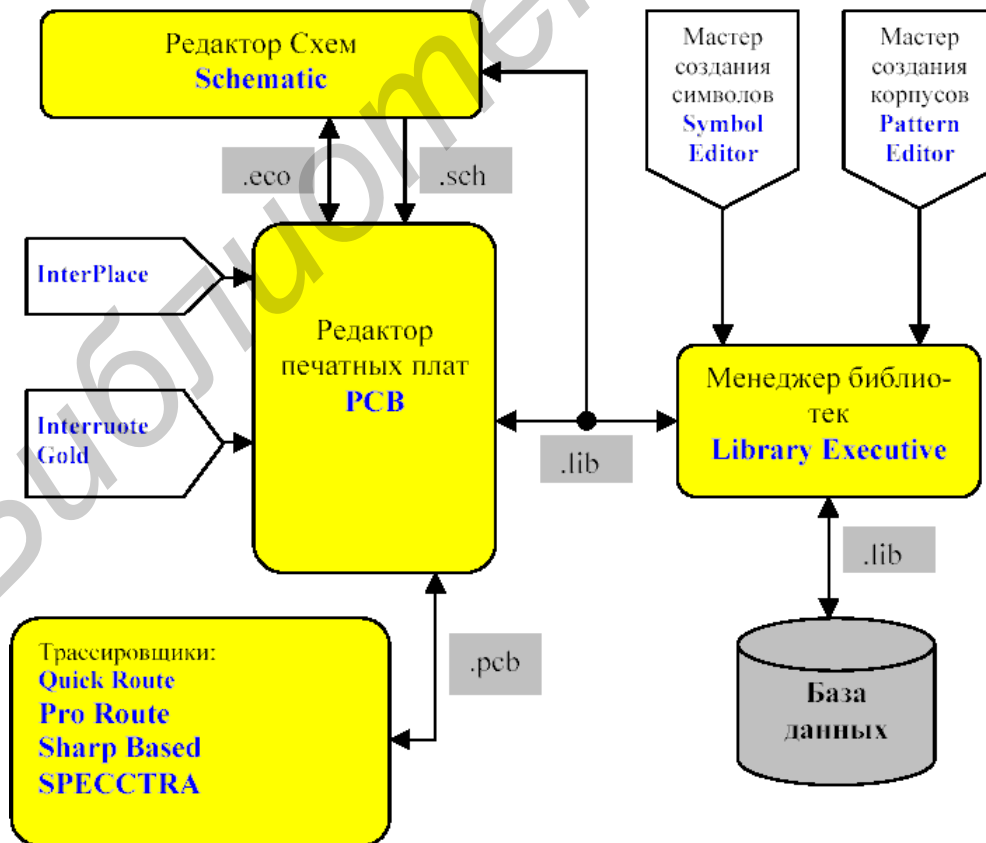 Редактор Схем
Schematic
Мастер
создания
символов
Symbol
Editor
Мастер
создания
корпусов
Pattern
Editor
.eco
.sch
InterPlace
Редактор
печатных плат
PCB
Interruote
Gold
Менеджер библио-
тек
Library Executive
.lib
.lib
Трассировщики:
Quick Route
Pro Route
Sharp Based
SPECCTRA
.pcb
База
данных